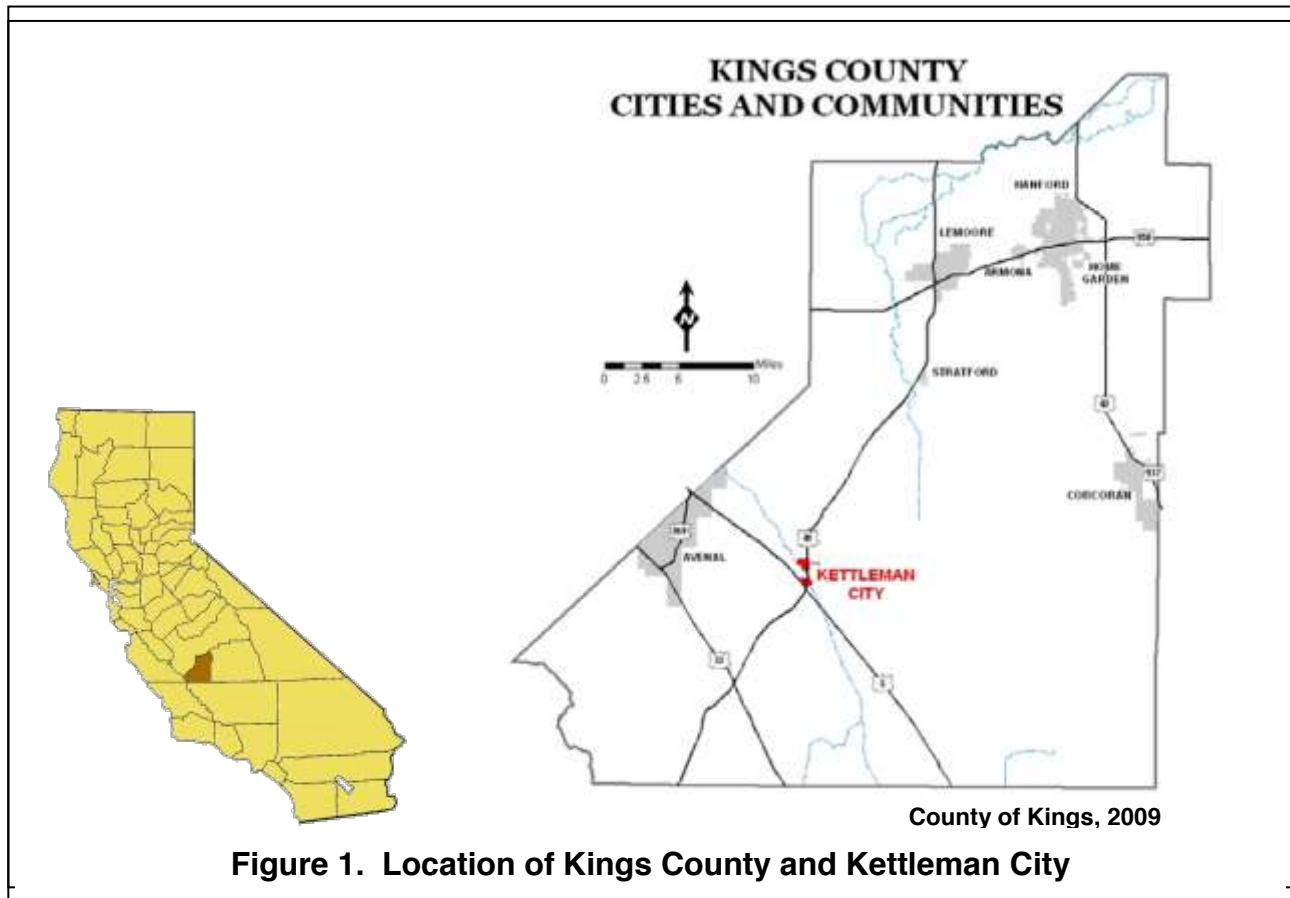 KINGS COUNTY
CITIES AND COMMUNITIES
HANFORD
LEMOORE
198
ARMONA
HOME
GARDEN
N
Miles
0 2.5 5 10
STRATFORD
43
CORCORAN
137
AVENAL
269
41
KETTLEMAN
CITY
33
5
County of Kings, 2009
Figure 1. Location of Kings County and Kettleman City